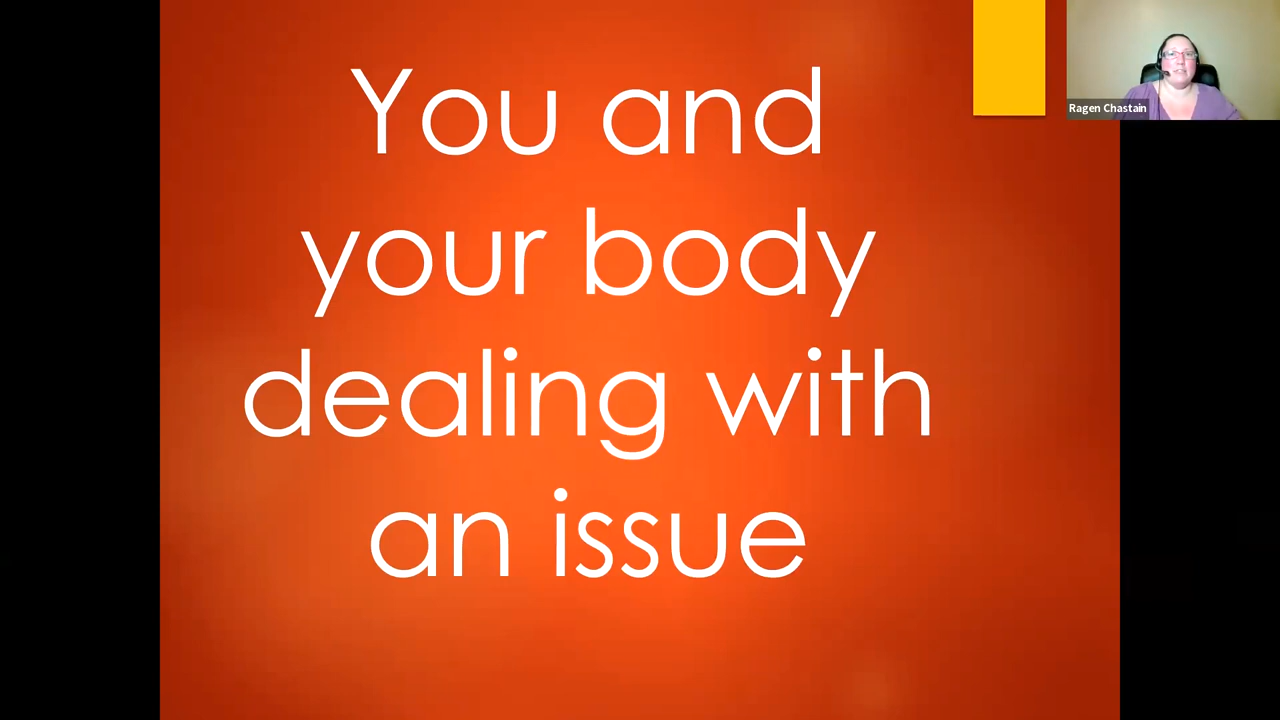 You and
your body
dealing with
an issue
Ragen Chastain